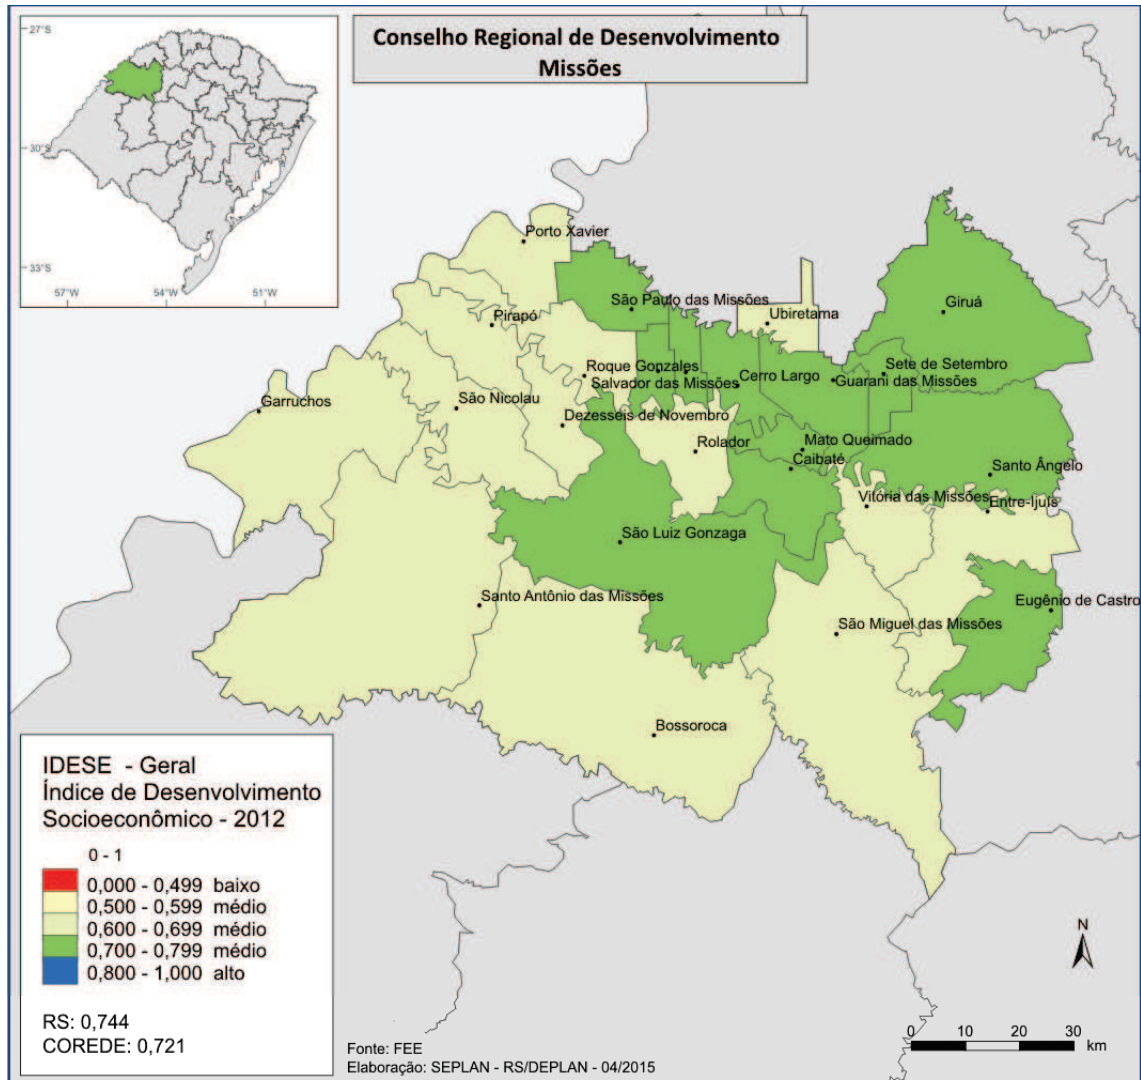 Conselho Regional de Desenvolvimento
Missões
27°S
30°S
33°S
57°W
54°W
51°W
Porto Xavier
São Paulo das Missões
Giruá
Ubiretama
Pirapó
Roque Gonzales
Sete de Setembro
Salvador das Missões
Cerro Largo
Guarani das Missões
Garruchos
São Nicolau
Dezesseis de Novembro
Rolador
Mato Queimado
Caibaté
Santo Ângelo
Vitória das Missões
Entre-Ijuís
São Luiz Gonzaga
Santo Antônio das Missões
Eugênio de Castro
São Miguel das Missões
Bossoroca
IDESE - Geral
Índice de Desenvolvimento
Socioeconômico - 2012
0 - 1
0,000 - 0,499 baixo
0,500 - 0,599 médio
0,600 - 0,699 médio
0,700 - 0,799 médio
0,800 - 1,000 alto
RS: 0,744
COREDE: 0,721
N
0 10 20 30
km
Fonte: FEE
Elaboração: SEPLAN - RS/DEPLAN - 04/2015